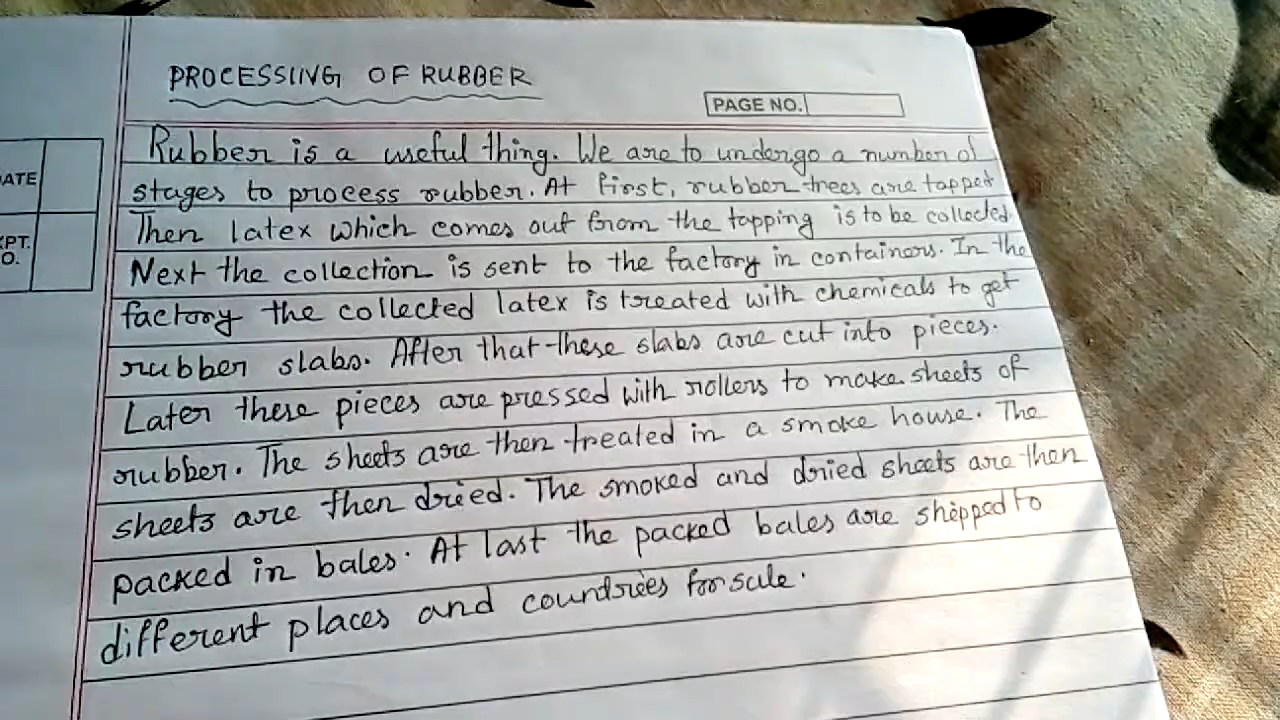 PROCESSING OF RUBBER
PAGE NO.
Rubber is a useful thing. We are to undergo a number of
stages to process rubber. At first, rubber trees are tapped
Then latex which comes out from the tapping is to be collected.
Next the collection is sent to the factory in containers. In the
factory the collected latex is treated with chemicals to get
rubber slabs. After that these slabs are cut into pieces.
Later these pieces are pressed with rollers to make sheets of
rubber. The sheets are then treated in a smoke house. The
sheets are then dried. The smoked and dried sheets are then
packed in bales. At last the packed bales are shipped to
different places and countries for sale.
ATE
PT.
O.